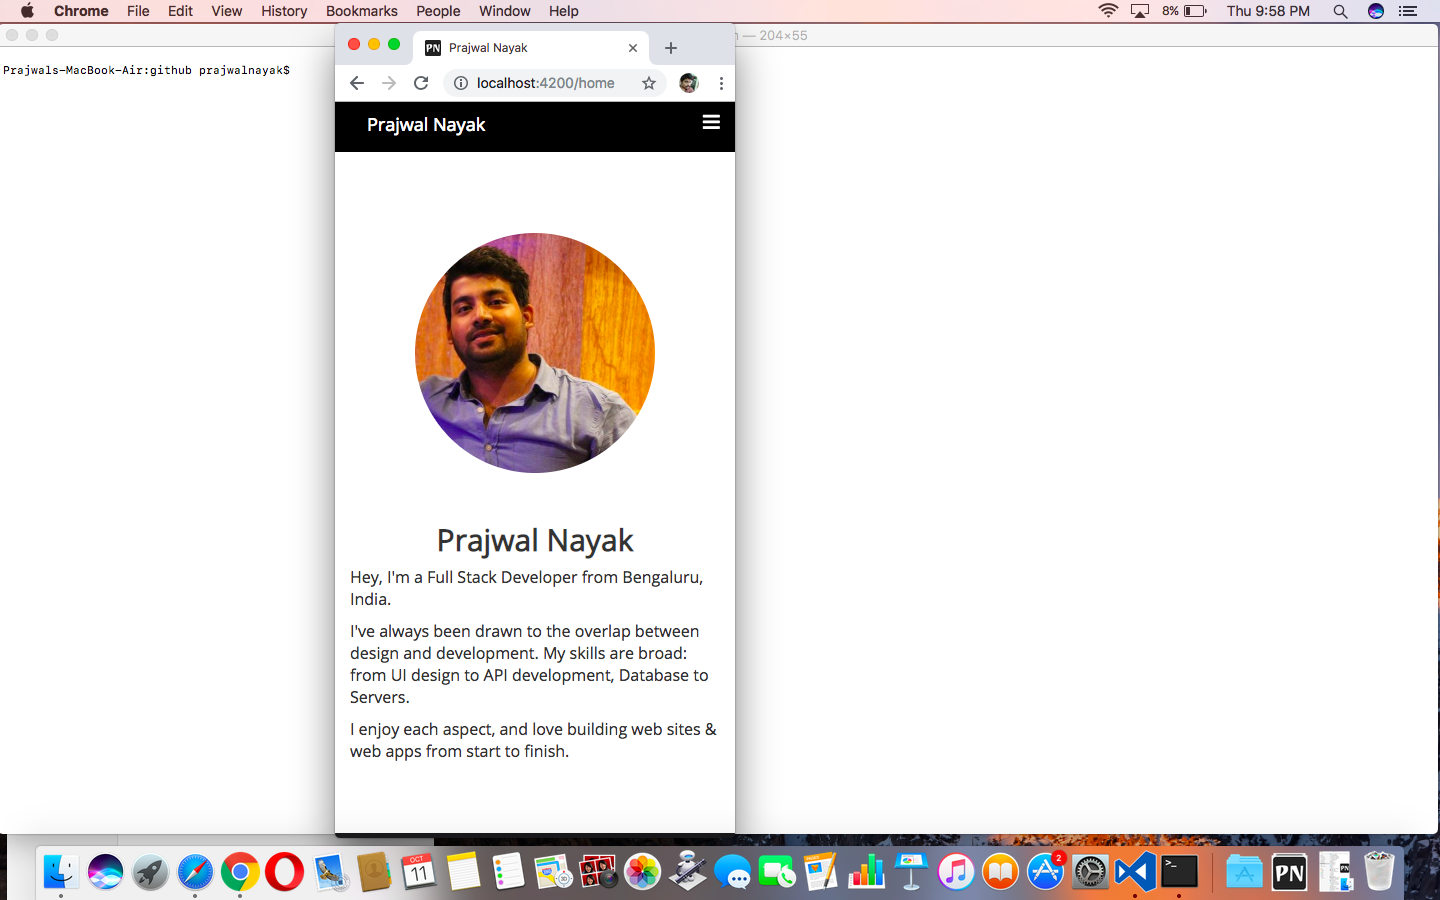 Chrome File Edit View History Bookmarks People Window Help 8% Thu 9:58 PM
— 204×55
PN Prajwal Nayak
Prajwals-MacBook-Air:github prajwalnayak$
localhost:4200/home
Prajwal Nayak
Prajwal Nayak
Hey, I'm a Full Stack Developer from Bengaluru,
India.
I've always been drawn to the overlap between
design and development. My skills are broad:
from UI design to API development, Database to
Servers.
I enjoy each aspect, and love building web sites &
web apps from start to finish.
OCT
11
2
>_
PN